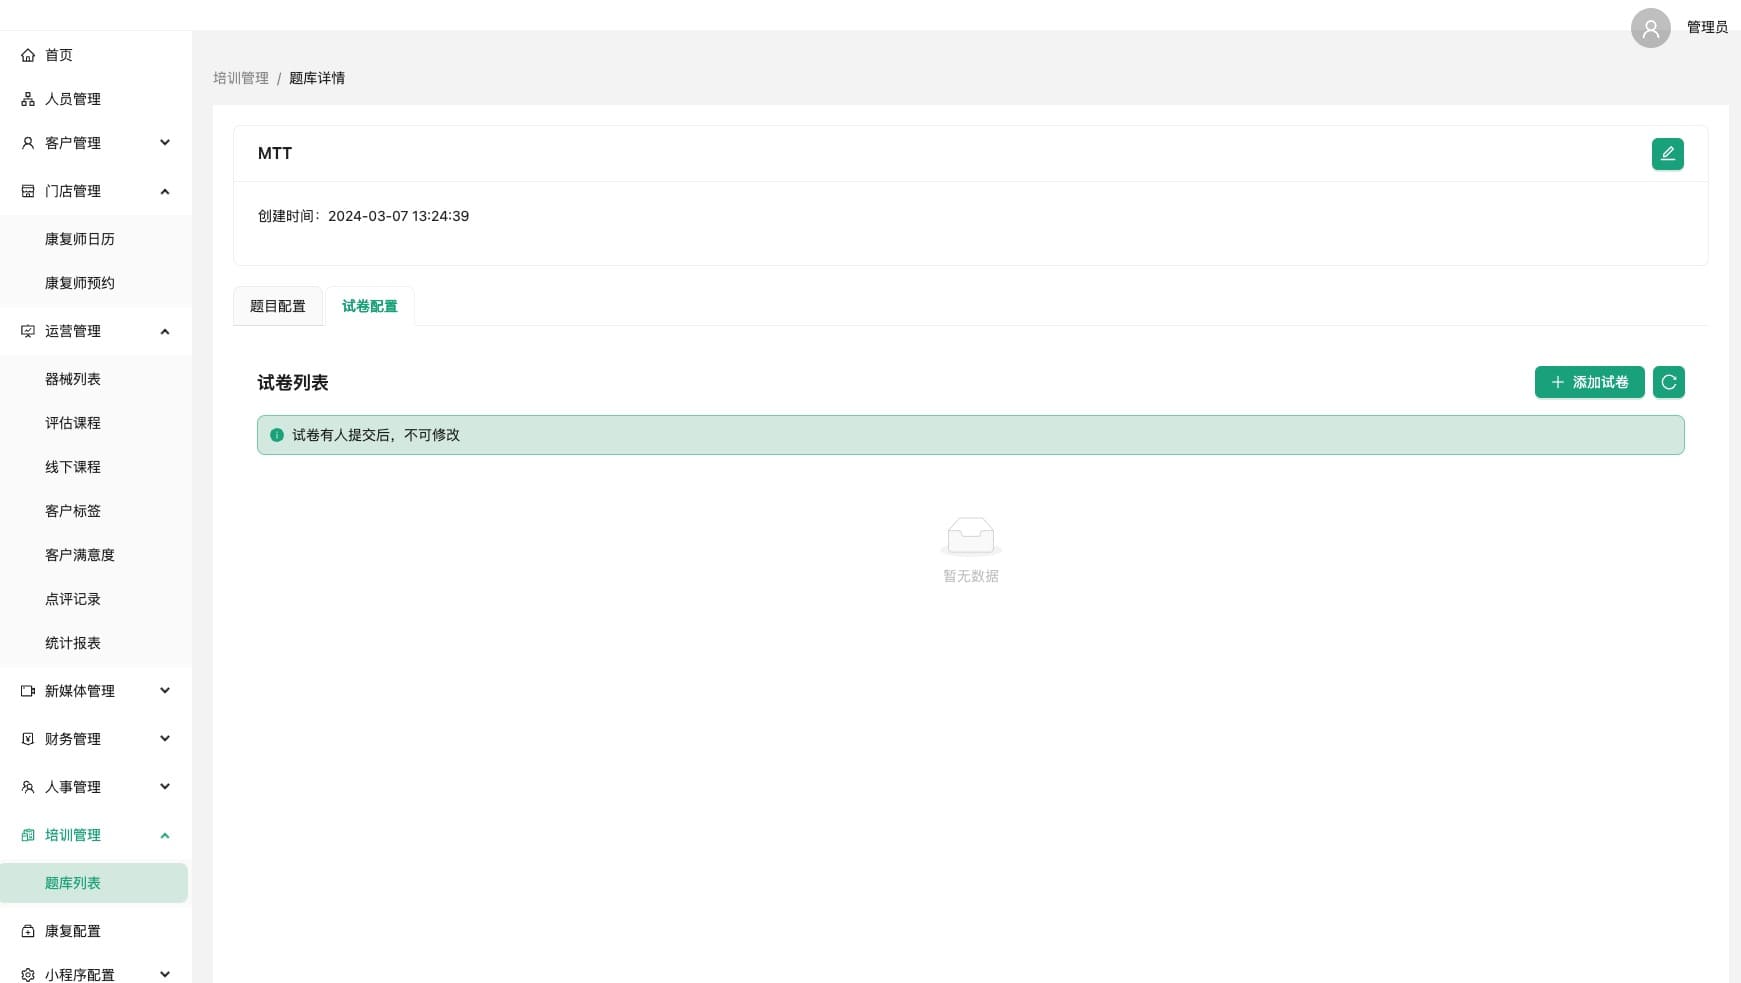 管理员
首页
人员管理
客户管理
门店管理
康复师日历
康复师预约
运营管理
器械列表
评估课程
线下课程
客户标签
客户满意度
点评记录
统计报表
新媒体管理
财务管理
人事管理
培训管理
题库列表
康复配置
小程序配置
培训管理 / 题库详情
MTT
创建时间：2024-03-07 13:24:39
题目配置
试卷配置
试卷列表
添加试卷
试卷有人提交后，不可修改
暂无数据